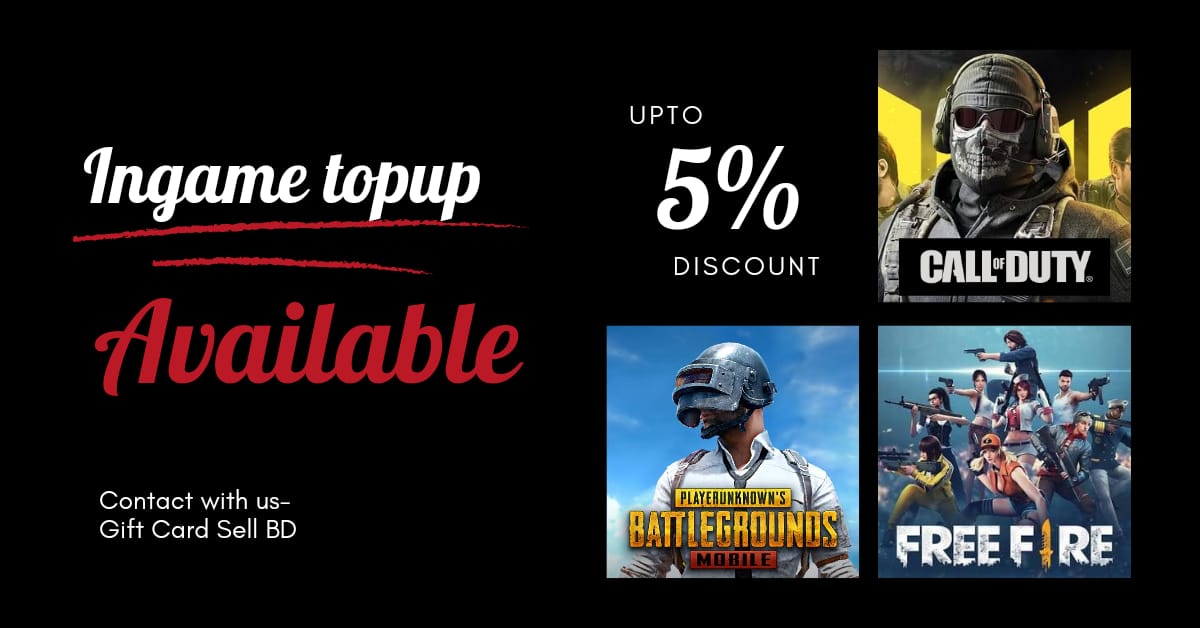 Ingame topup
Available
Contact with us-
Gift Card Sell BD
UPTO
5%
DISCOUNT
CALL OF DUTY®
PLAYERUNKNOWN'S
BATTLEGROUNDS
MOBILE
FREE FIRE